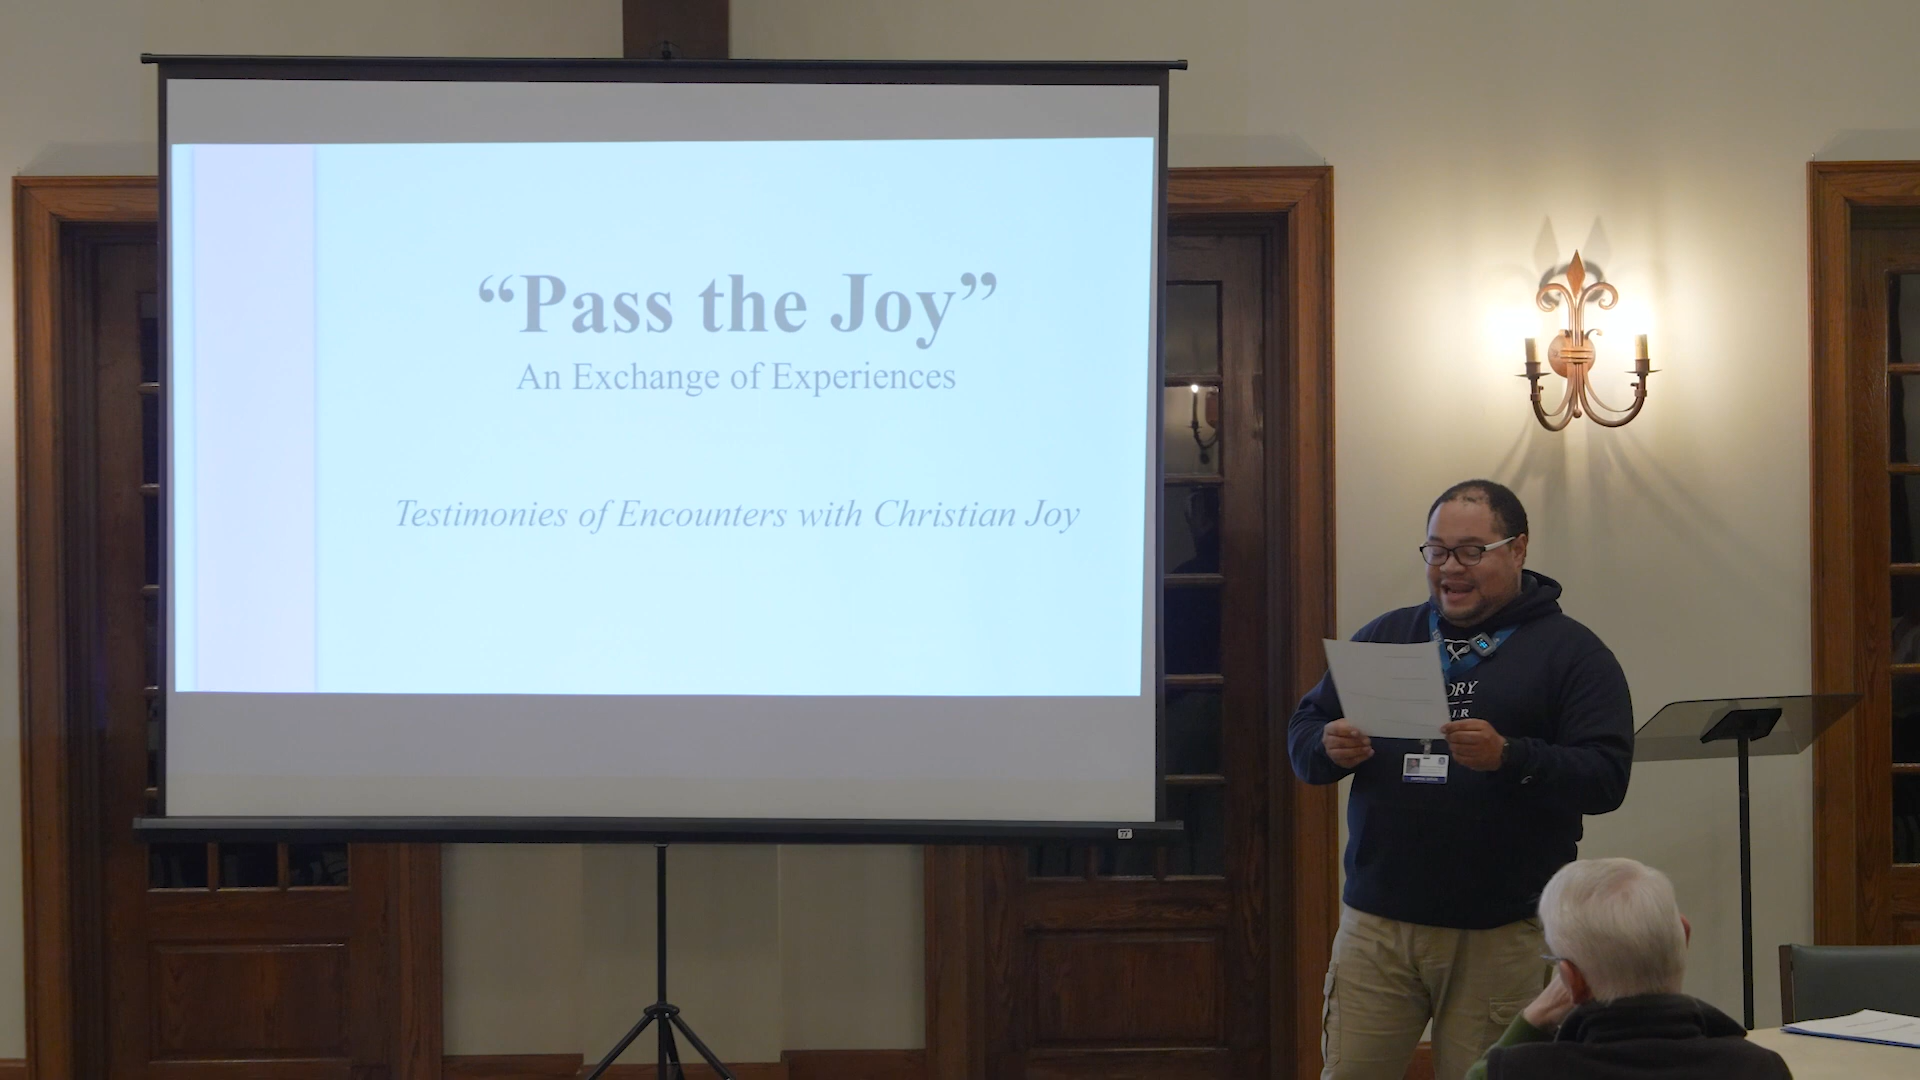 “Pass the Joy”
An Exchange of Experiences
Testimonies of Encounters with Christian Joy